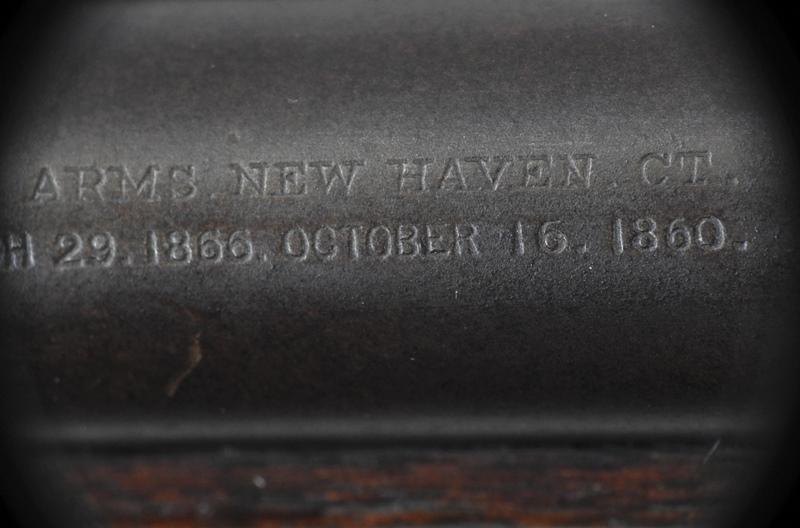 ARMS. NEW HAVEN. CT.
H 29. 1866. OCTOBER 16. 1860.